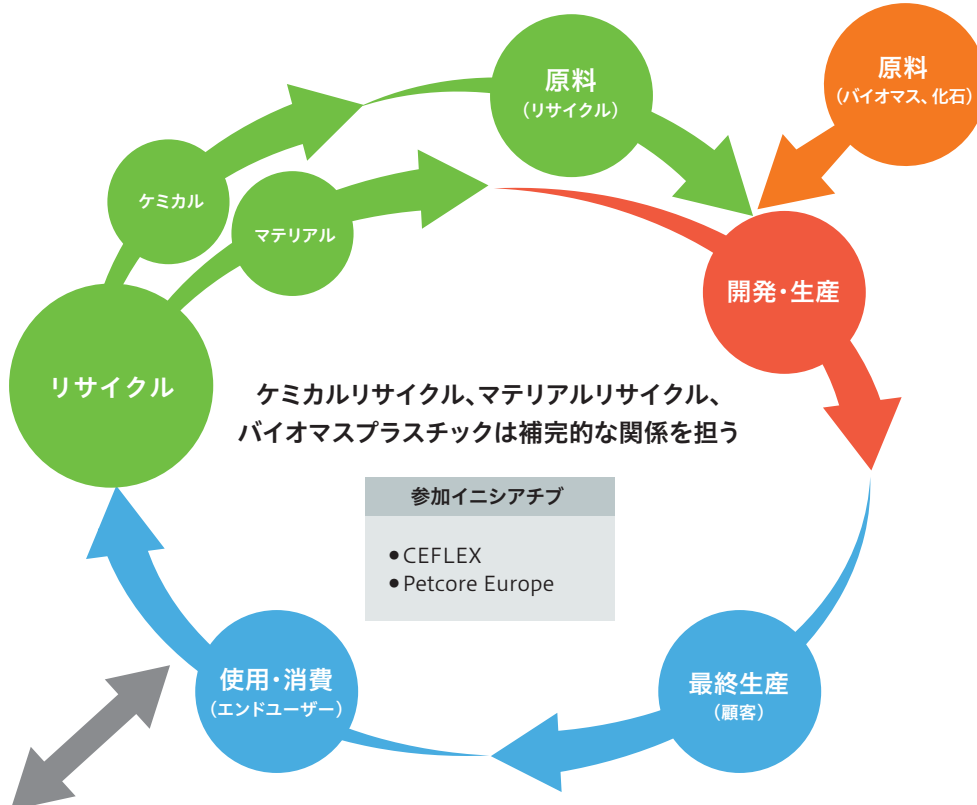 原料
（リサイクル）
原料
（バイオマス、化石）
ケミカル
マテリアル
開発・生産
リサイクル
ケミカルリサイクル、マテリアルリサイクル、
バイオマスプラスチックは補完的な関係を担う
参加イニシアチブ
●CEFLEX
●Petcore Europe
使用・消費
（エンドユーザー）
最終生産
（顧客）